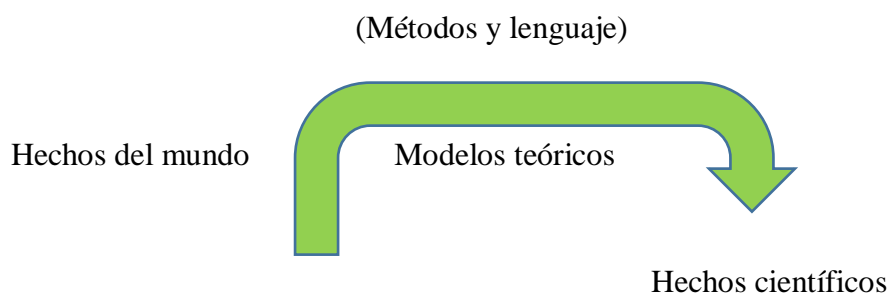 (Métodos y lenguaje)
Hechos del mundo
Modelos teóricos
Hechos científicos